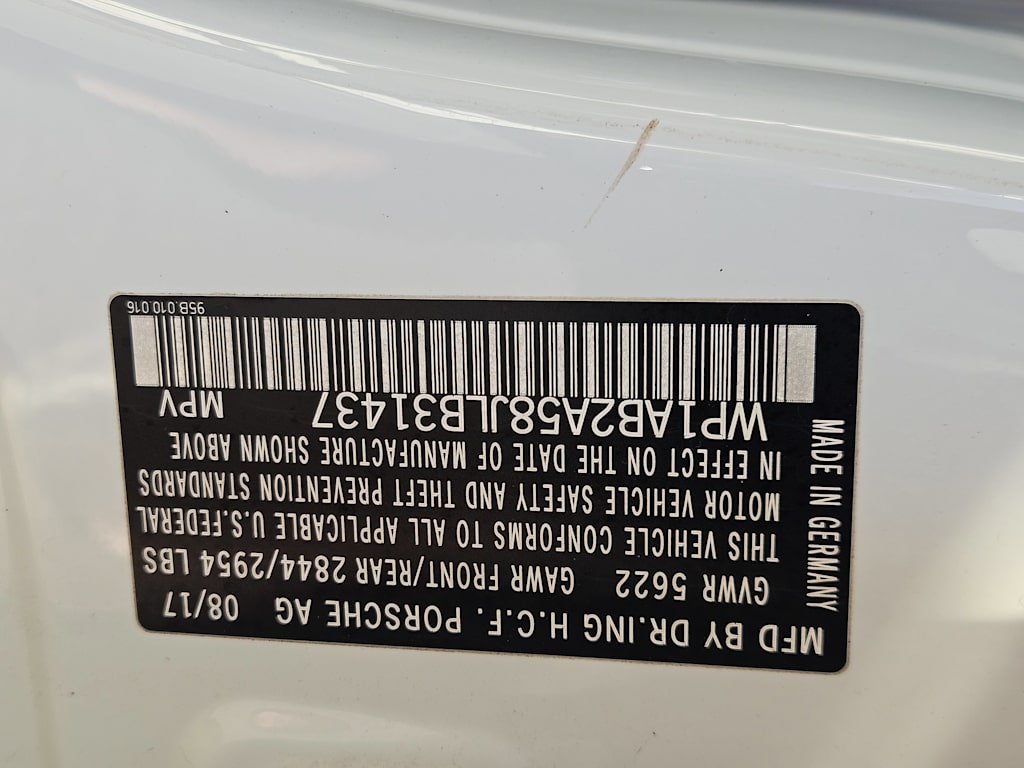 MFD BY DR.ING H.C.F. PORSCHE AG 08/17
GVWR 5622 GAWR FRONT/REAR 2844/2954 LBS
THIS VEHICLE CONFORMS TO ALL APPLICABLE U.S.FEDERAL
MOTOR VEHICLE SAFETY AND THEFT PREVENTION STANDARDS
IN EFFECT ON THE DATE OF MANUFACTURE SHOWN ABOVE
WP1AB2A58JLB31437 MPV
95B.010.016
MADE IN GERMANY